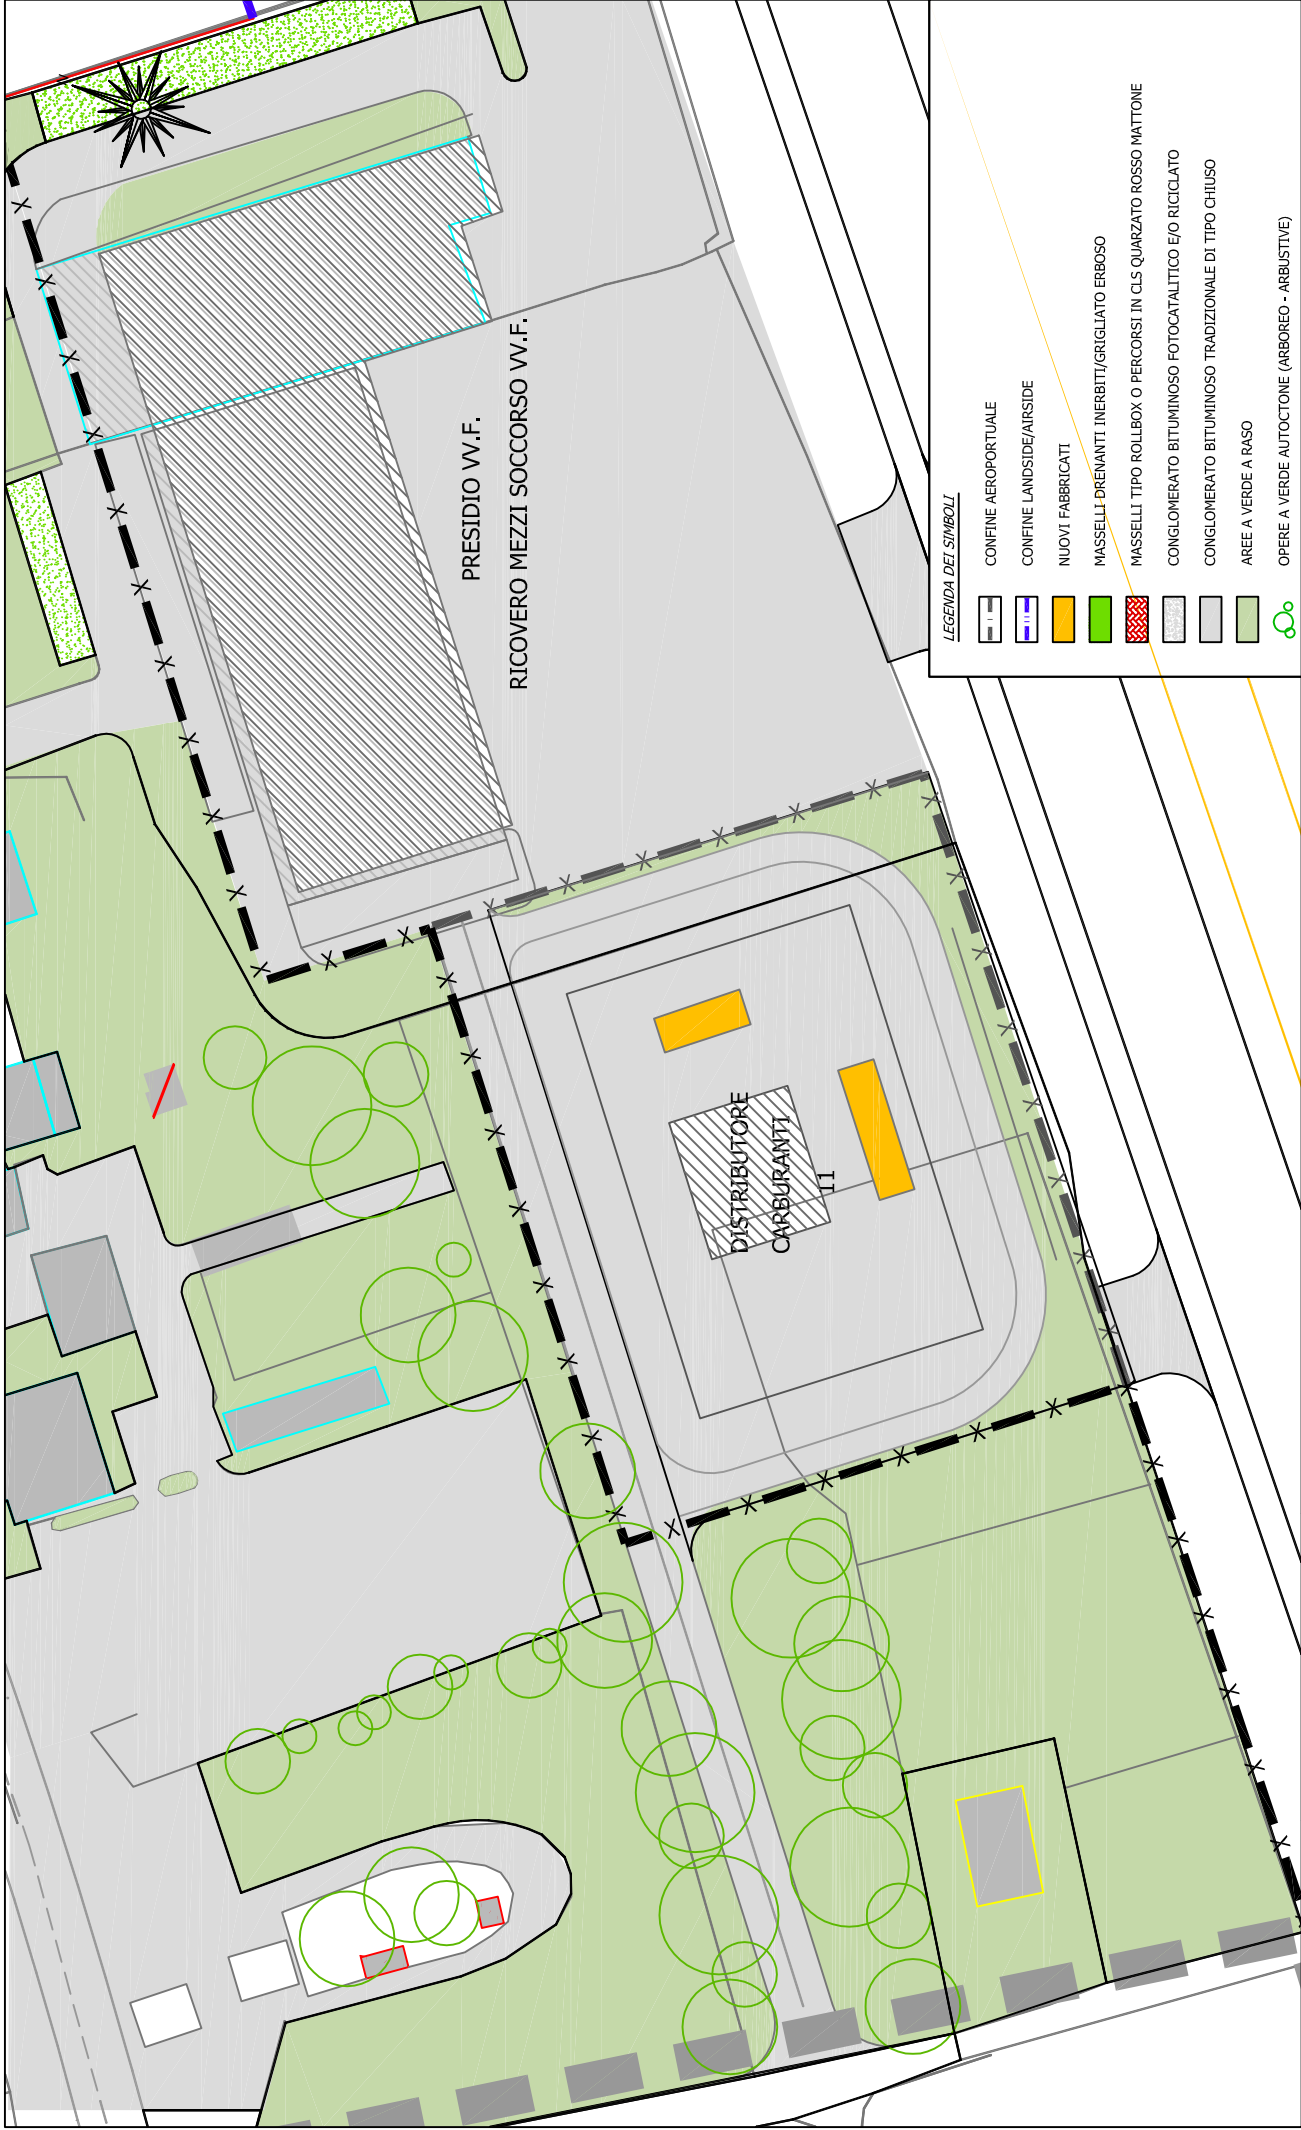 PRESIDIO VV.F.
RICOVERO MEZZI SOCCORSO VV.F.
DISTRIBUTORE
CARBURANTI
11
LEGENDA DEI SIMBOLI
CONFINE AEROPORTUALE
CONFINE LANDSIDE/AIRSIDE
NUOVI FABBRICATI
MASSELLI DRENANTI INERBITI/GRIGLIATO ERBOSO
MASSELLI TIPO ROLLBOX O PERCORSI IN CLS QUARZATO ROSSO MATTONE
CONGLOMERATO BITUMINOSO FOTOCATALITICO E/O RICICLATO
CONGLOMERATO BITUMINOSO TRADIZIONALE DI TIPO CHIUSO
AREE A VERDE A RASO
OPERE A VERDE AUTOCTONE (ARBOREO - ARBUSTIVE)